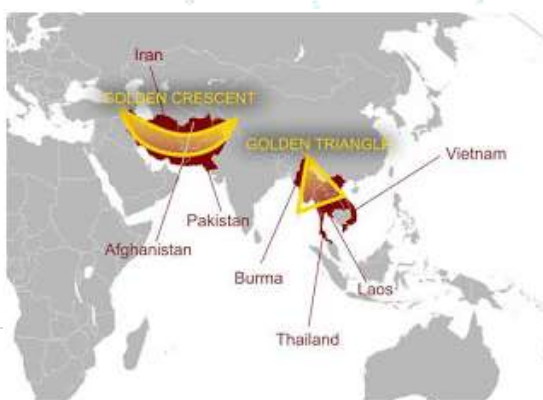 Iran
GOLDEN CRESCENT
GOLDEN TRIANGLE
Vietnam
Pakistan
Afghanistan
Burma
Laos
Thailand